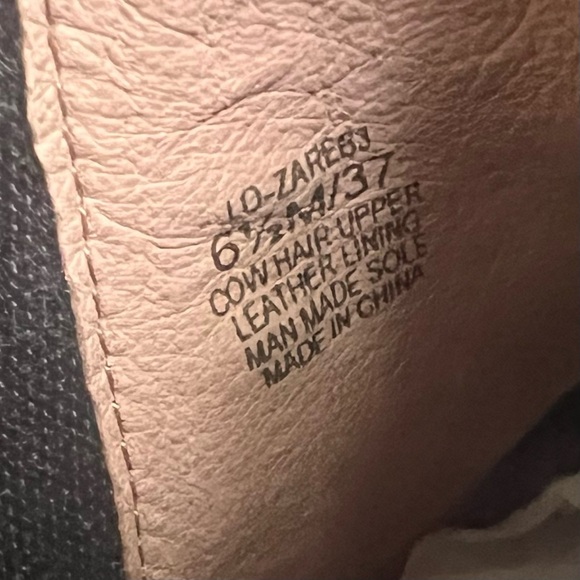 LO-ZAREB3
6½M/37
COW HAIR-UPPER
LEATHER LINING
MAN MADE SOLE
MADE IN CHINA